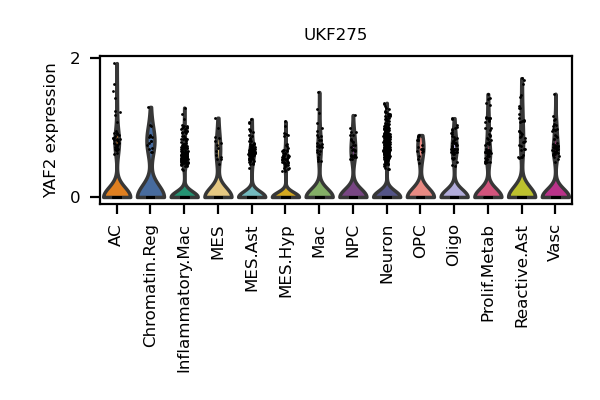 UKF275
YAF2 expression
2
0
AC
Chromatin.Reg
Inflammatory.Mac
MES
MES.Ast
MES.Hyp
Mac
NPC
Neuron
OPC
Oligo
Prolif.Metab
Reactive.Ast
Vasc